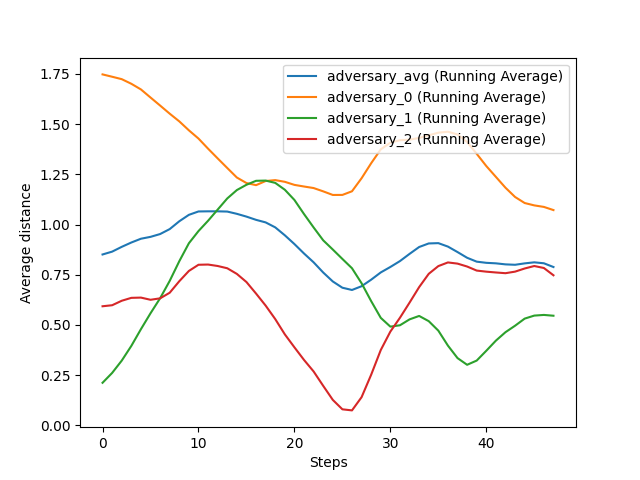 adversary_avg (Running Average)
adversary_0 (Running Average)
adversary_1 (Running Average)
adversary_2 (Running Average)
Average distance
1.75
1.50
1.25
1.00
0.75
0.50
0.25
0.00
0 10 20 30 40
Steps